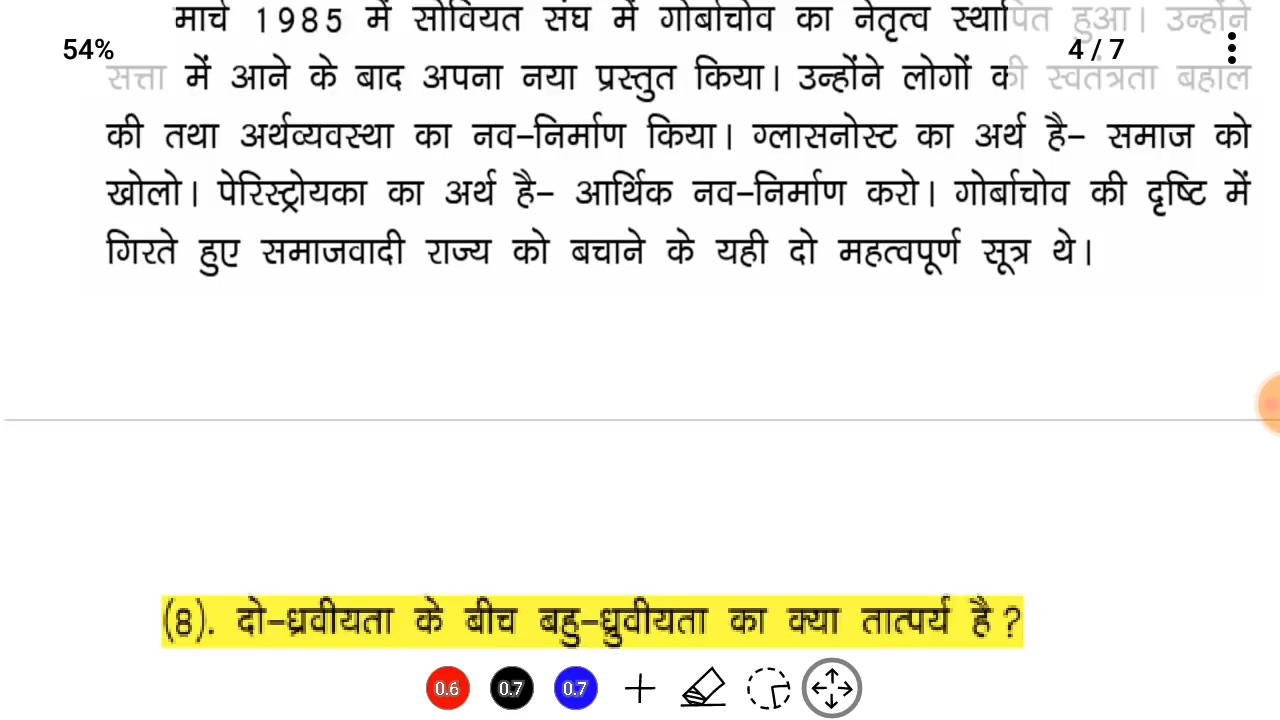 मार्च 1985 में सोवियत संघ में गोर्बाचोव का नेतृत्व स्थापित हुआ। उन्होंने
54%
4 / 7
सत्ता में आने के बाद अपना नया प्रस्तुत किया। उन्होंने लोगों की स्वतंत्रता बहाल
की तथा अर्थव्यवस्था का नव-निर्माण किया। ग्लासनोस्ट का अर्थ है- समाज को
खोलो। पेरिस्ट्रोयका का अर्थ है- आर्थिक नव-निर्माण करो। गोर्बाचोव की दृष्टि में
गिरते हुए समाजवादी राज्य को बचाने के यही दो महत्वपूर्ण सूत्र थे।
(8). दो-ध्रवीयता के बीच बहु-ध्रुवीयता का क्या तात्पर्य है?
0.6 0.7 0.7